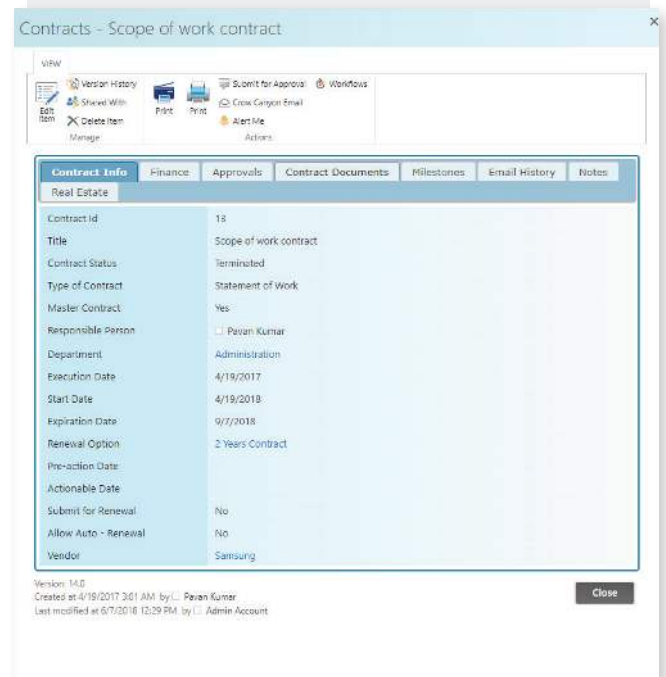 Contracts - Scope of work contract
×
VIEW
Edit Item
Version History
Shared With
Delete Item
Manage
Print
Print
Submit for Approval
Workflows
Crow Canyon Email
Alert Me
Actions
Contract Info Finance Approvals Contract Documents Milestones Email History Notes
Real Estate
Contract Id 18
Title Scope of work contract
Contract Status Terminated
Type of Contract Statement of Work
Master Contract Yes
Responsible Person Pavan Kumar
Department Administration
Execution Date 4/19/2017
Start Date 4/19/2018
Expiration Date 9/7/2018
Renewal Option 2 Years Contract
Pre-action Date
Actionable Date
Submit for Renewal No
Allow Auto - Renewal No
Vendor Samsung
Version: 14.0
Created at 4/19/2017 3:01 AM by Pavan Kumar
Last modified at 6/7/2018 12:29 PM by Admin Account
Close